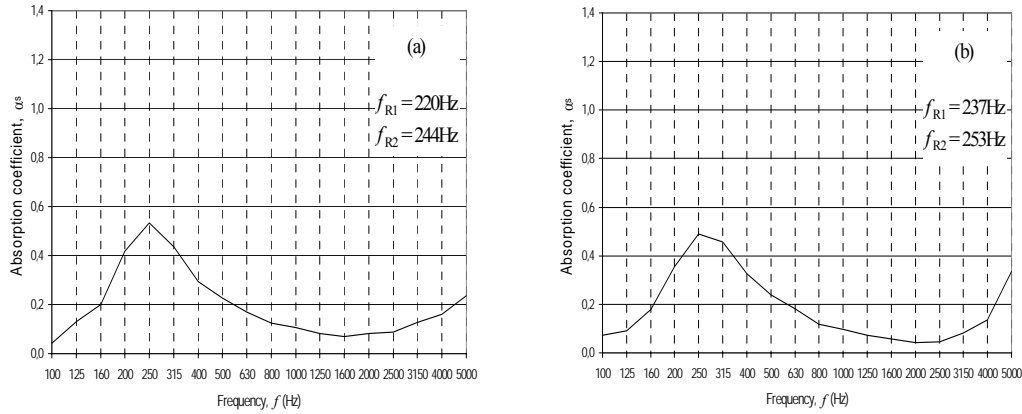 1,4
1,2
1,0
0,8
0,6
0,4
0,2
0,0
Absorption coefficient, αs
(a)
fR1 = 220Hz
fR2 = 244Hz
100 125 160 200 250 315 400 500 630 800 1000 1250 1600 2000 2500 3150 4000 5000
Frequency, f (Hz)
1,4
1,2
1,0
0,8
0,6
0,4
0,2
0,0
Absorption coefficient, αs
(b)
fR1 = 237Hz
fR2 = 253Hz
100 125 160 200 250 315 400 500 630 800 1000 1250 1600 2000 2500 3150 4000 5000
Frequency, f (Hz)